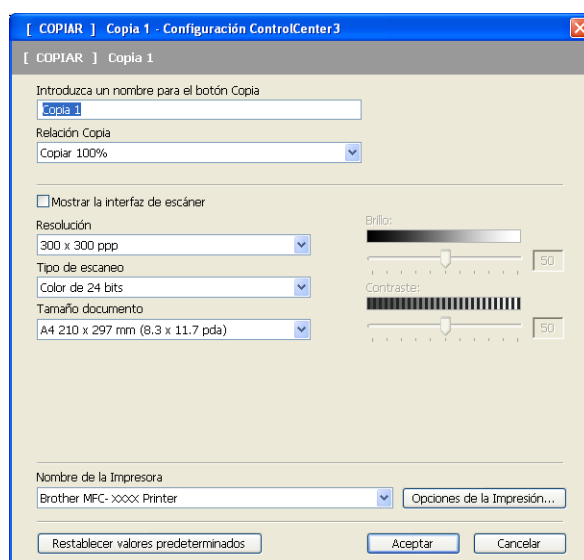 [ COPIAR ] Copia 1 - Configuración ControlCenter3
[ COPIAR ] Copia 1
Introduzca un nombre para el botón Copia
Copia 1
Relación Copia
Copiar 100%
Mostrar la interfaz de escáner
Resolución
300 x 300 ppp
Tipo de escaneo
Color de 24 bits
Tamaño documento
A4 210 x 297 mm (8.3 x 11.7 pda)
Brillo:
50
Contraste:
50
Nombre de la Impresora
Brother MFC- XXXX Printer
Opciones de la Impresión...
Restablecer valores predeterminados
Aceptar
Cancelar